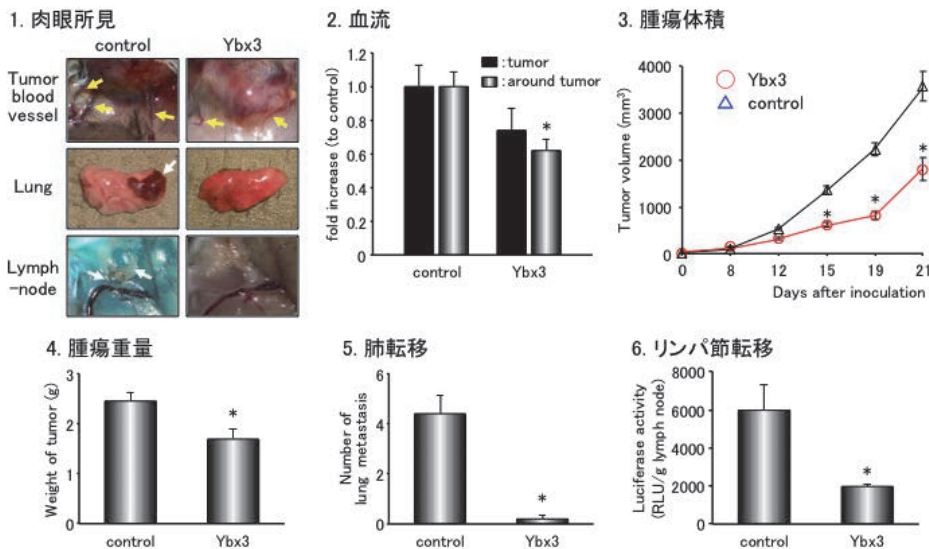 1. 肉眼所見
control Ybx3
Tumor
blood
vessel
Lung
Lymph
-node
2. 血流
fold increase (to control)
1.2
1.0
0.8
0.6
0.4
0.2
0
:tumor
:around tumor
*
control Ybx3
3. 腫瘍体積
Tumor volume (mm³)
4000
3000
2000
1000
0
Ybx3
control
*
*
*
0 8 12 15 19 21
Days after inoculation
4. 腫瘍重量
Weight of tumor (g)
3
2
1
0
*
control Ybx3
5. 肺転移
Number of
lung metastasis
6
4
2
0
*
control Ybx3
6. リンパ節転移
Luciferase activity
(RLU/g lymph node)
8000
6000
4000
2000
0
*
control Ybx3